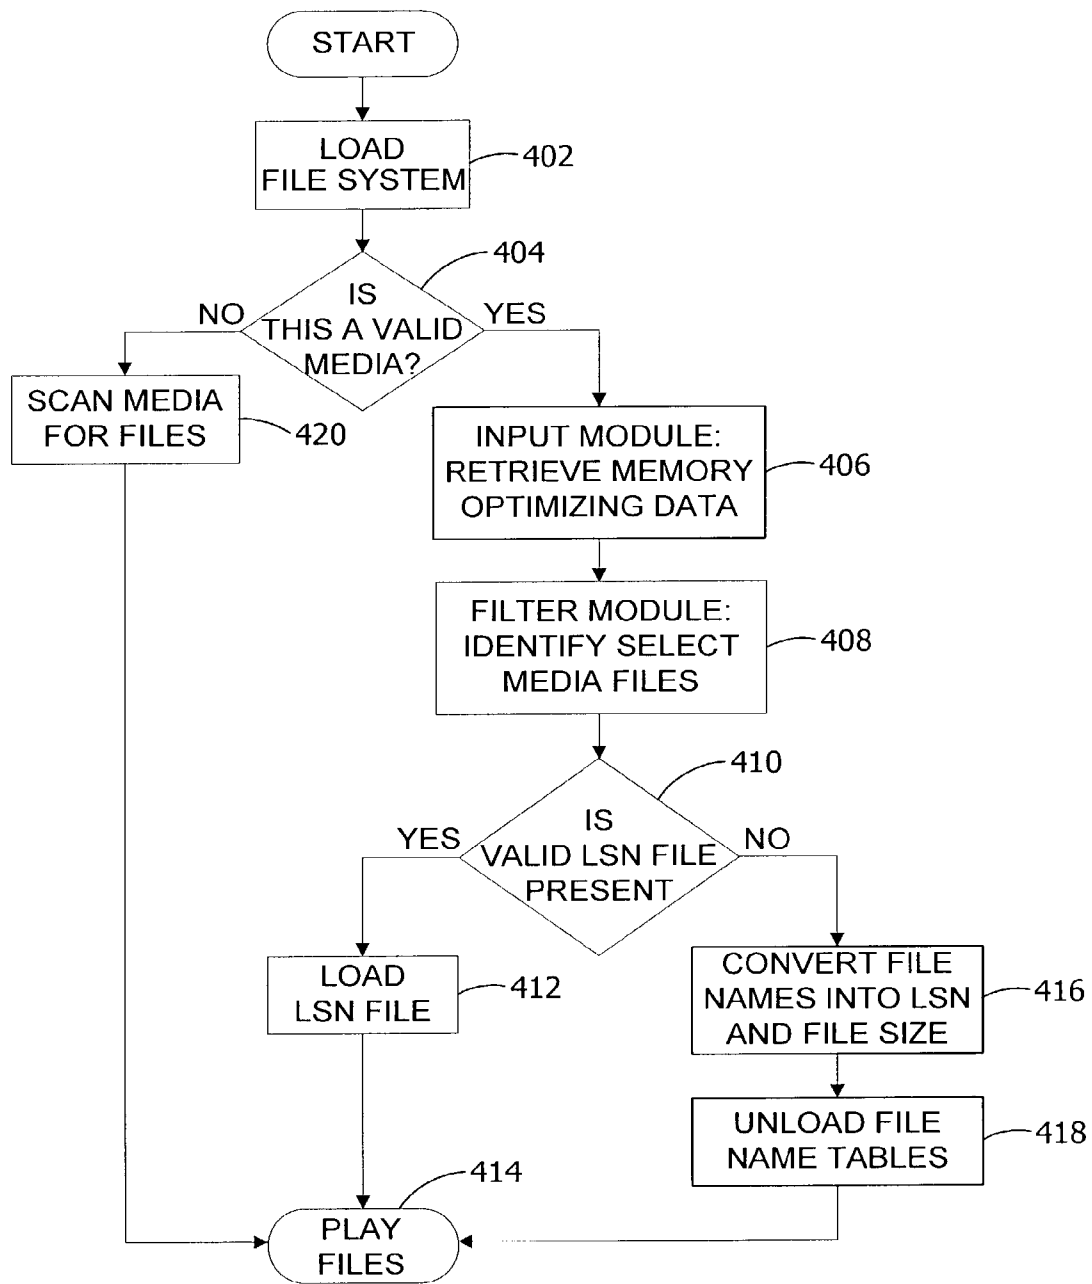 START
LOAD
FILE SYSTEM
402
404
IS
THIS A VALID
MEDIA?
NO
YES
SCAN MEDIA
FOR FILES
420
INPUT MODULE:
RETRIEVE MEMORY
OPTIMIZING DATA
406
FILTER MODULE:
IDENTIFY SELECT
MEDIA FILES
408
410
IS
VALID LSN FILE
PRESENT
YES
NO
LOAD
LSN FILE
412
CONVERT FILE
NAMES INTO LSN
AND FILE SIZE
416
UNLOAD FILE
NAME TABLES
418
414
PLAY
FILES